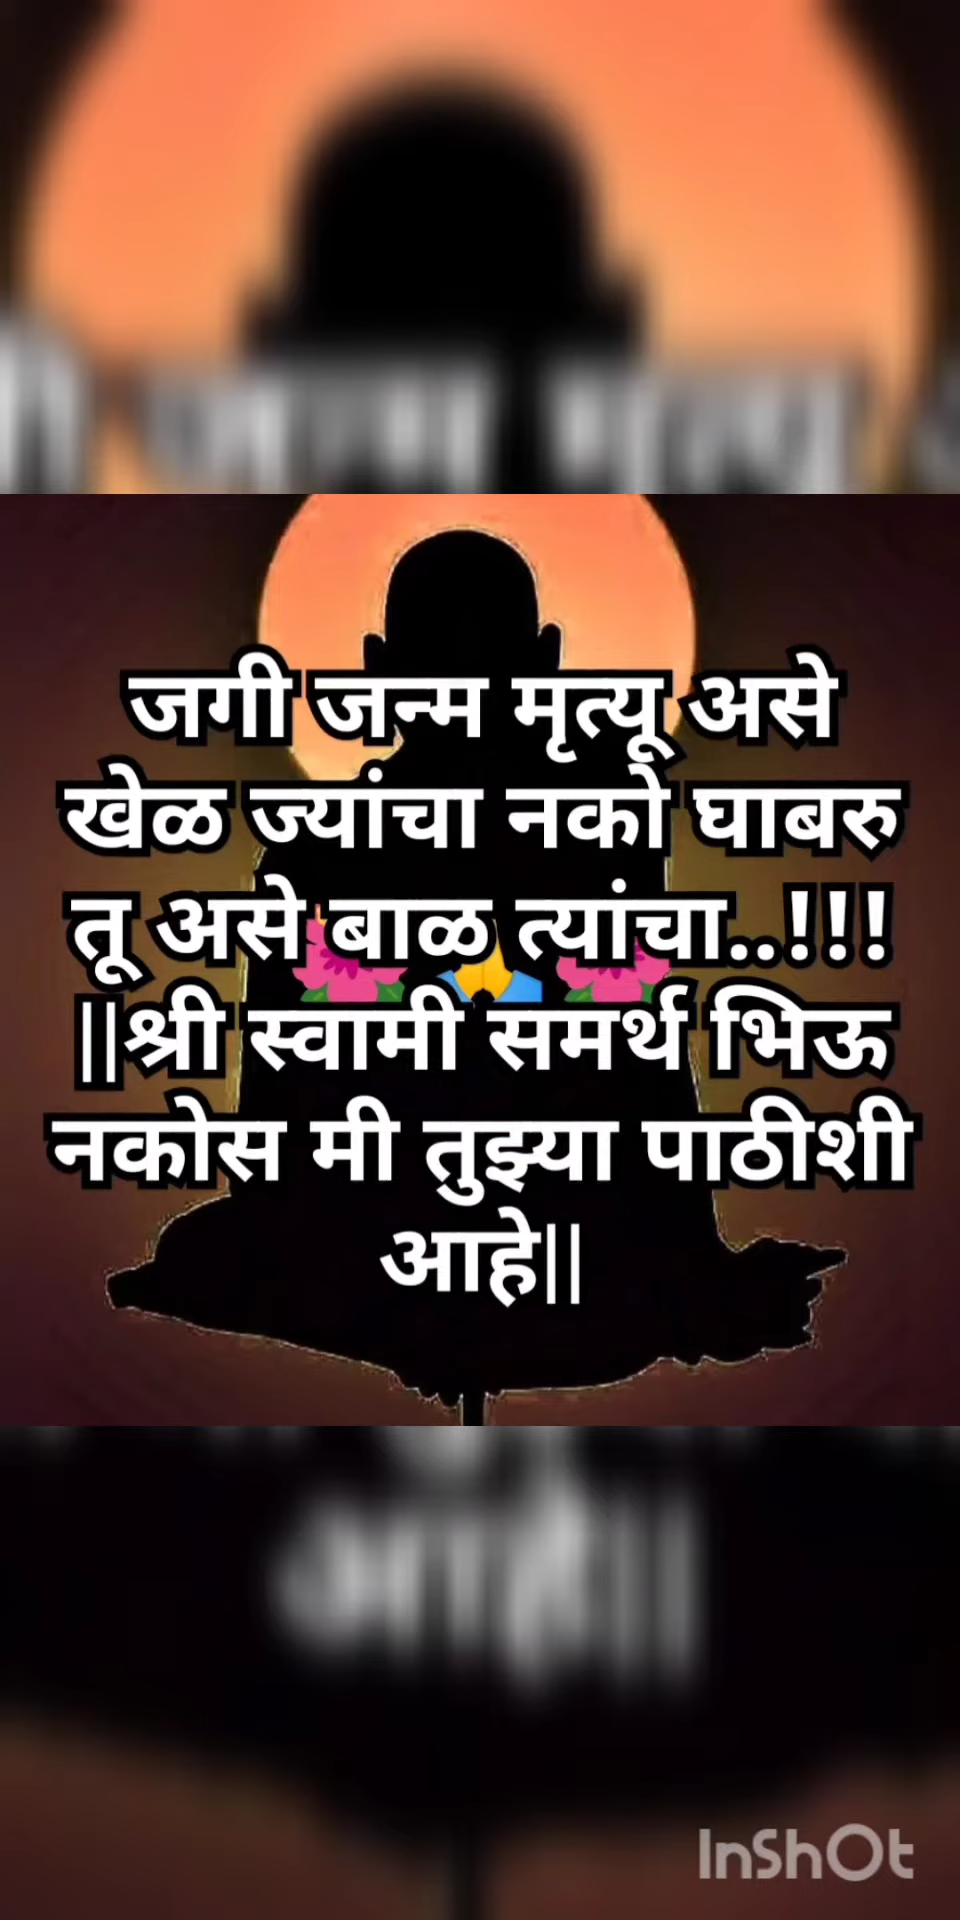 जगी जन्म मृत्यू असे
खेळ ज्यांचा नको घाबरु
तू असे बाळ त्यांचा..!!!
||श्री स्वामी समर्थ भिऊ
नकोस मी तुझ्या पाठीशी
आहे||
InShOt